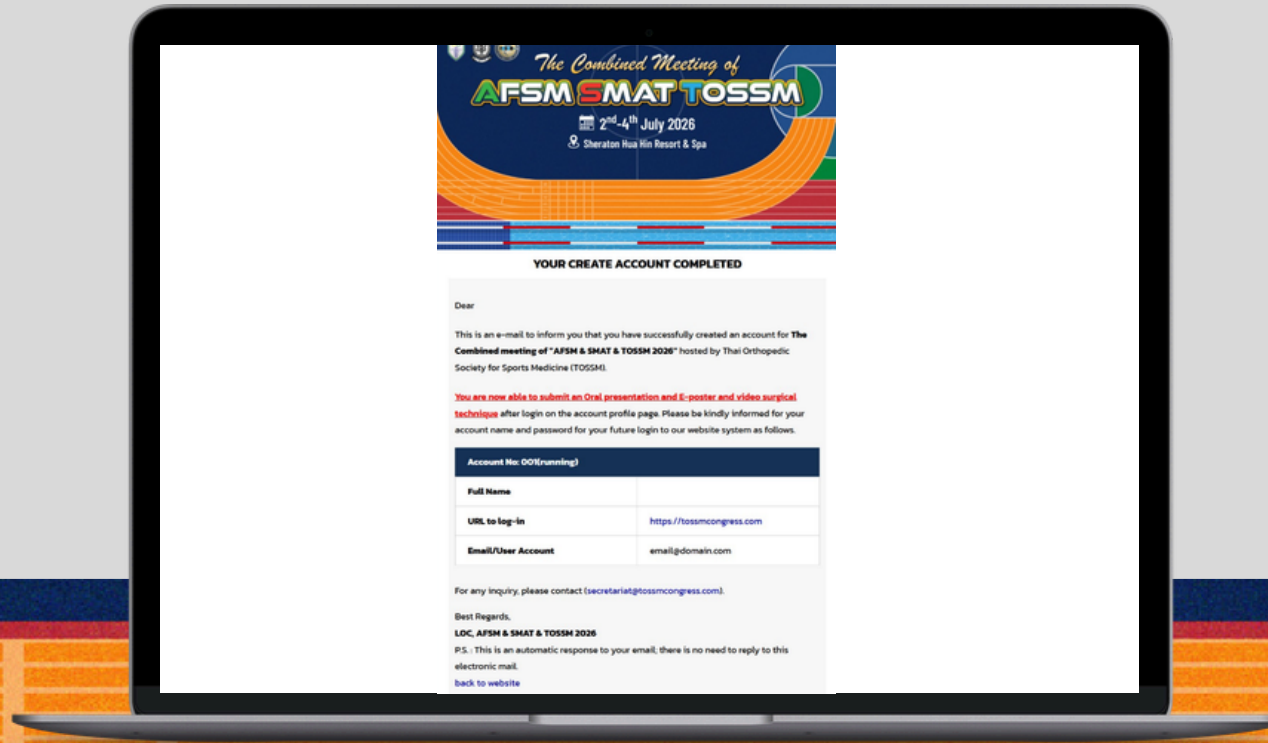 The Combined Meeting of
AFSM SMAT TOSSM
2nd-4th July 2026
Sheraton Hua Hin Resort & Spa
YOUR CREATE ACCOUNT COMPLETED
Dear
This is an e-mail to inform you that you have successfully created an account for The
Combined meeting of "AFSM & SMAT & TOSSM 2026" hosted by Thai Orthopedic
Society for Sports Medicine (TOSSM).
You are now able to submit an Oral presentation and E-poster and video surgical
technique after login on the account profile page. Please be kindly informed for your
account name and password for your future login to our website system as follows.
Account No: 001(running)
Full Name
URL to log-in https://tossmcongress.com
Email/User Account email@domain.com
For any inquiry, please contact (secretariat@tossmcongress.com).
Best Regards,
LOC, AFSM & SMAT & TOSSM 2026
P.S. : This is an automatic response to your email; there is no need to reply to this
electronic mail.
back to website